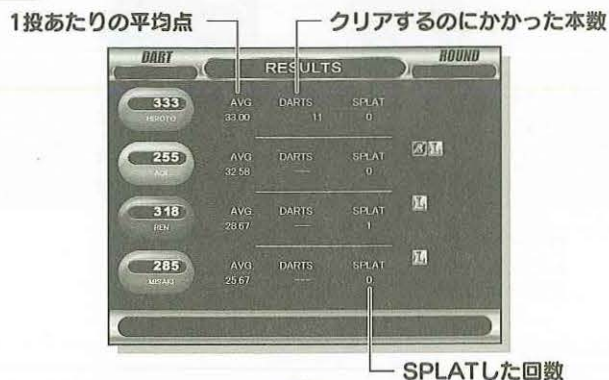 1投あたりの平均点
クリアするのにかかった本数
DART
RESULTS
ROUND
333 AVG DARTS SPLAT
HIROTO 33.00 11 0
255 AVG DARTS SPLAT
AOI 32.58 --- 0
318 AVG DARTS SPLAT
REN 28.67 --- 1
285 AVG DARTS SPLAT
MISAKI 25.67 --- 0
SPLATした回数